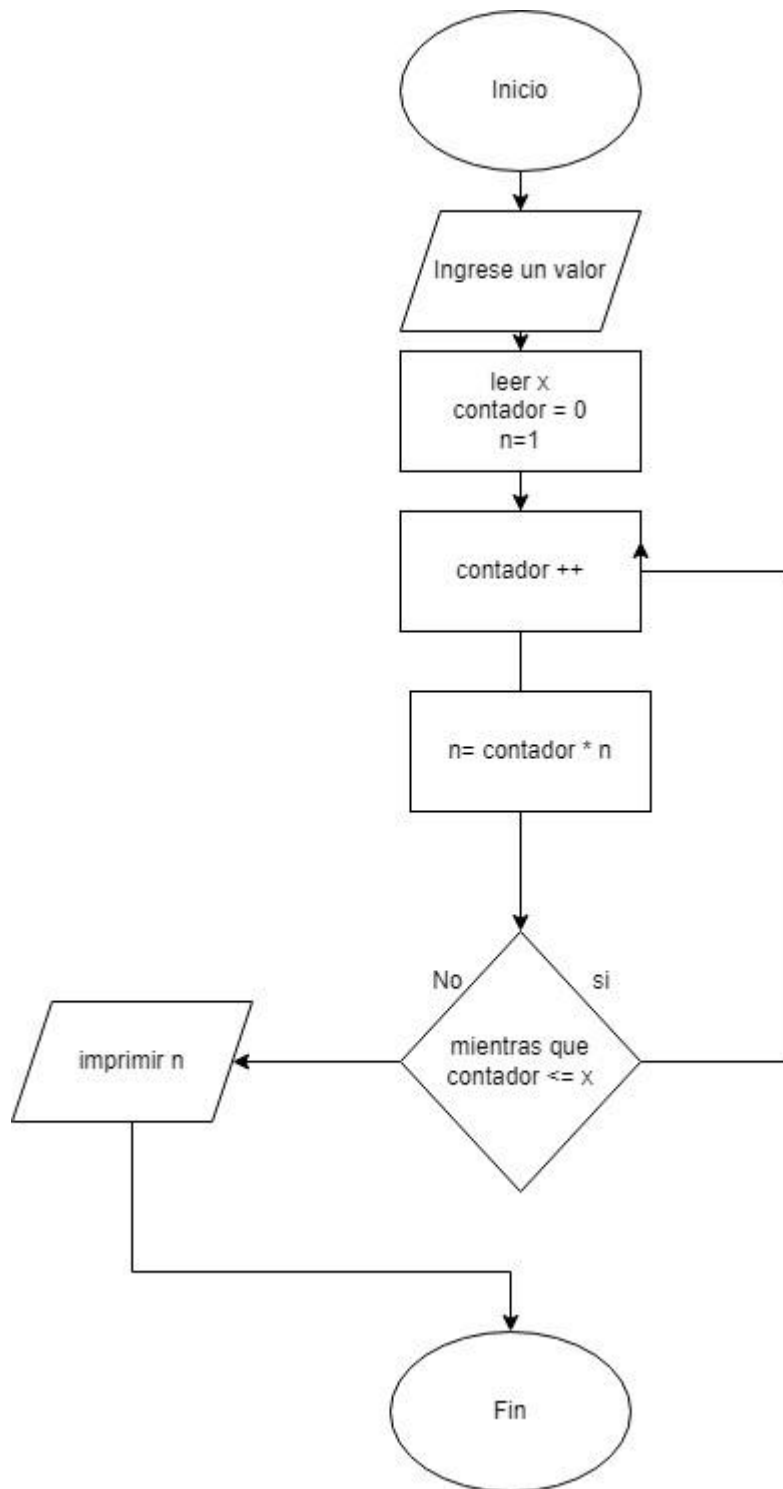 Inicio
Ingrese un valor
leer x
contador = 0
n=1
contador ++
n= contador * n
No
si
mientras que
contador <= x
imprimir n
Fin